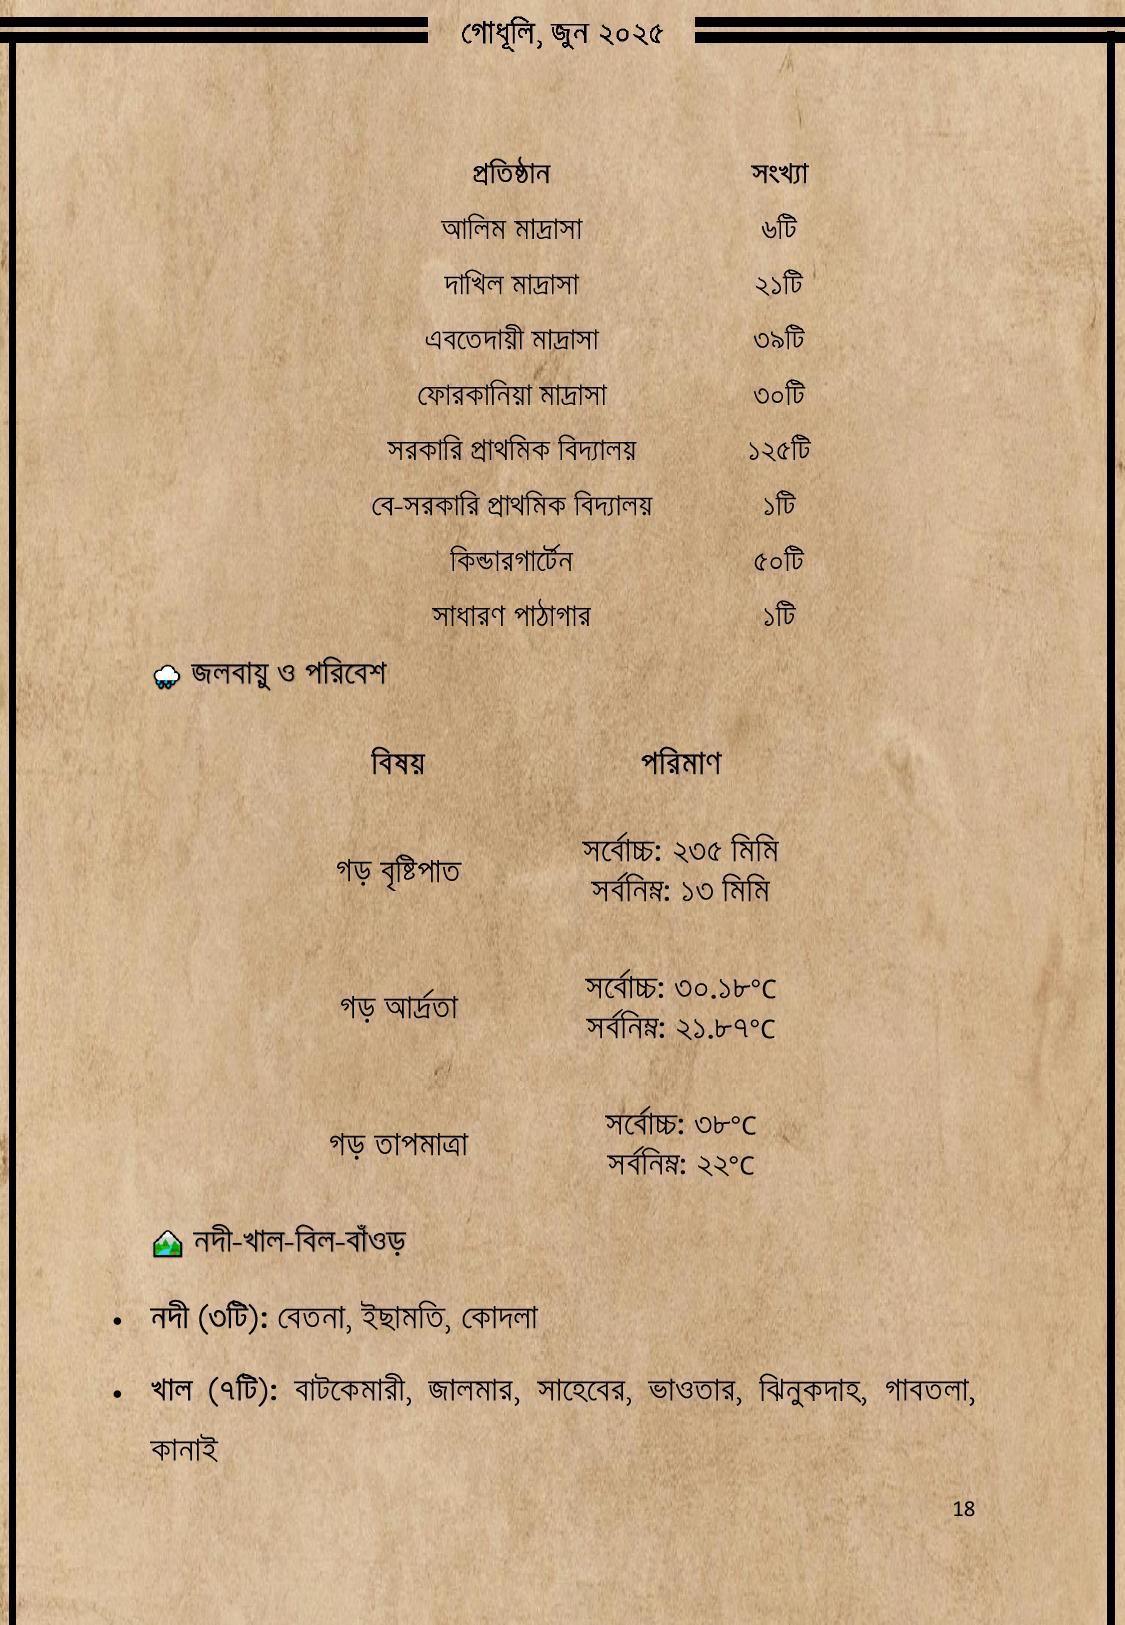 গোধূলি, জুন ২০২৫
প্রতিষ্ঠান সংখ্যা
আলিম মাদ্রাসা ৬টি
দাখিল মাদ্রাসা ২১টি
এবতেদায়ী মাদ্রাসা ৩৯টি
ফোরকানিয়া মাদ্রাসা ৩০টি
সরকারি প্রাথমিক বিদ্যালয় ১২৫টি
বে-সরকারি প্রাথমিক বিদ্যালয় ১টি
কিন্ডারগার্টেন ৫০টি
সাধারণ পাঠাগার ১টি
🌧 জলবায়ু ও পরিবেশ
বিষয় পরিমাণ
গড় বৃষ্টিপাত
সর্বোচ্চ: ২৩৫ মিমি
সর্বনিম্ন: ১৩ মিমি
গড় আর্দ্রতা
সর্বোচ্চ: ৩০.১৮°C
সর্বনিম্ন: ২১.৮৭°C
গড় তাপমাত্রা
সর্বোচ্চ: ৩৮°C
সর্বনিম্ন: ২২°C
🏞 নদী-খাল-বিল-বাঁওড়
• নদী (৩টি): বেতনা, ইছামতি, কোদলা
• খাল (৭টি): বাটকেমারী, জালমার, সাহেবের, ভাওতার, ঝিনুকদাহ, গাবতলা,
কানাই
18